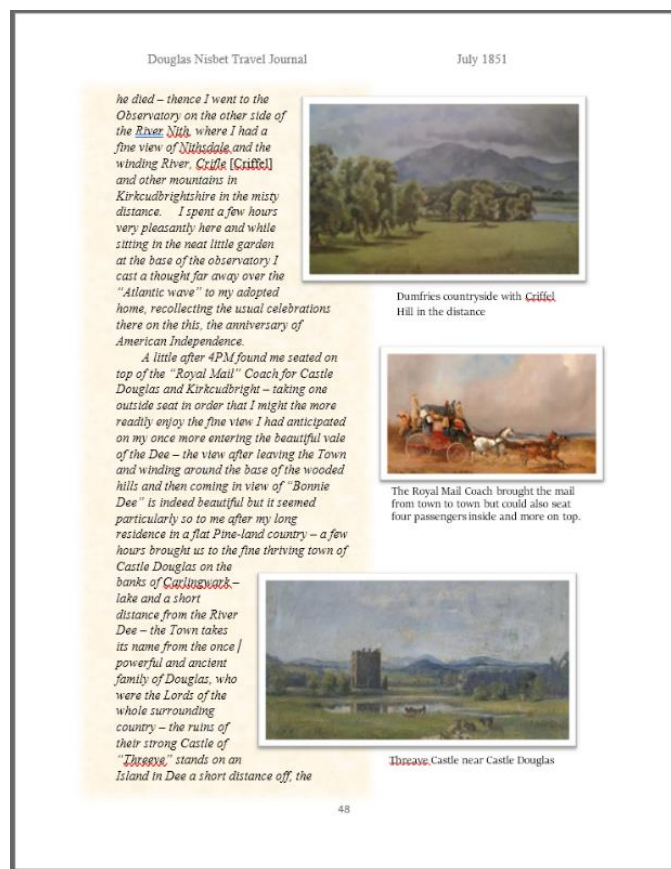 Douglas Nisbet Travel Journal July 1851
he died – thence I went to the
Observatory on the other side of
the River Nith, where I had a
fine view of Nithsdale and the
winding River, Crifle [Criffel]
and other mountains in
Kirkcudbrightshire in the misty
distance. I spent a few hours
very pleasantly here and while
sitting in the neat little garden
at the base of the observatory I
cast a thought far away over the
“Atlantic wave” to my adopted
home, recollecting the usual celebrations
there on the this, the anniversary of
American Independence.
A little after 4PM found me seated on
top of the “Royal Mail” Coach for Castle
Douglas and Kirkcudbright – taking one
outside seat in order that I might the more
readily enjoy the fine view I had anticipated
on my once more entering the beautiful vale
of the Dee – the view after leaving the Town
and winding around the base of the wooded
hills and then coming in view of “Bonnie
Dee” is indeed beautiful but it seemed
particularly so to me after my long
residence in a flat Pine-land country – a few
hours brought us to the fine thriving town of
Castle Douglas on the
banks of Carlingwark –
lake and a short
distance from the River
Dee – the Town takes
its name from the once
powerful and ancient
family of Douglas, who
were the Lords of the
whole surrounding
country – the ruins of
their strong Castle of
“Threeve,” stands on an
Island in Dee a short distance off, the
Dumfries countryside with Criffel
Hill in the distance
The Royal Mail Coach brought the mail
from town to town but could also seat
four passengers inside and more on top.
Threave Castle near Castle Douglas
48